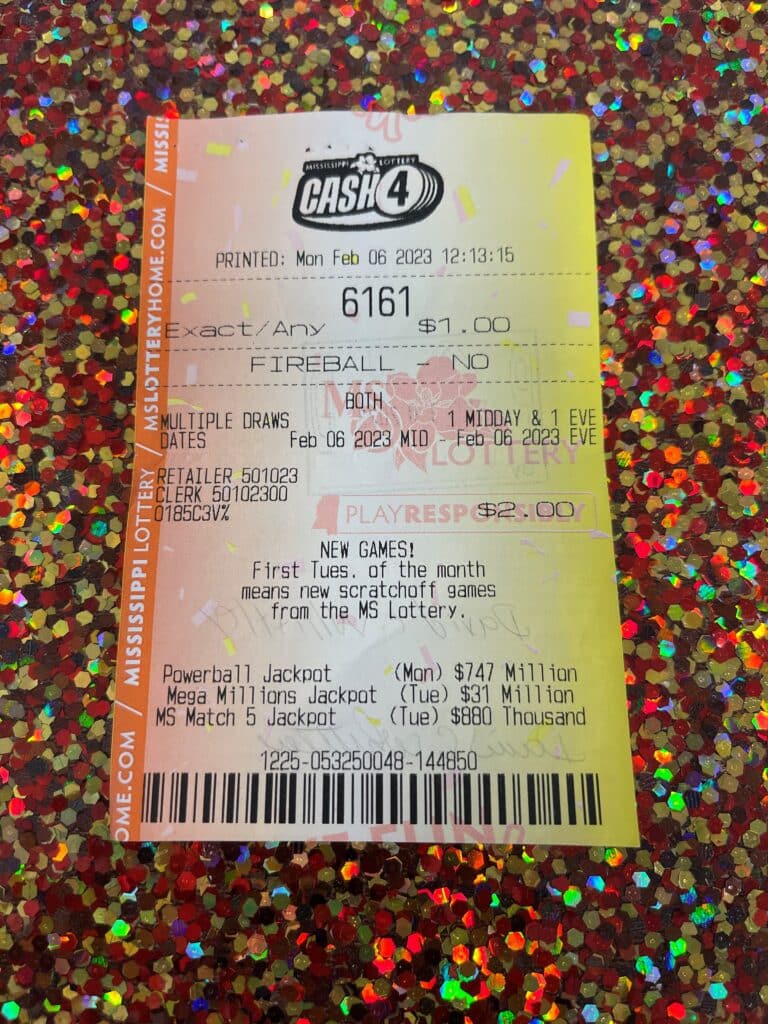 MISSISSIPPI LOTTERY
CASH 4
PRINTED: Mon Feb 06 2023 12:13:15
6161
Exact/Any $1.00
FIREBALL NO
BOTH
MULTIPLE DRAWS 1 MIDDAY & 1 EVE
DATES Feb 06 2023 MID - Feb 06 2023 EVE
MS LOTTERY
RETAILER 501023
CLERK 50102300
0185C3V%
$2.00
PLAYRESPONSIBLY
NEW GAMES!
First Tues. of the month
means new scratchoff games
from the MS Lottery.
Powerball Jackpot (Mon) $747 Million
Mega Millions Jackpot (Tue) $31 Million
MS Match 5 Jackpot (Tue) $880 Thousand
1225-053250048-144850
OME.COM / MISSISSIPPI LOTTERY / MSLOTTERYHOME.COM / MISSIS